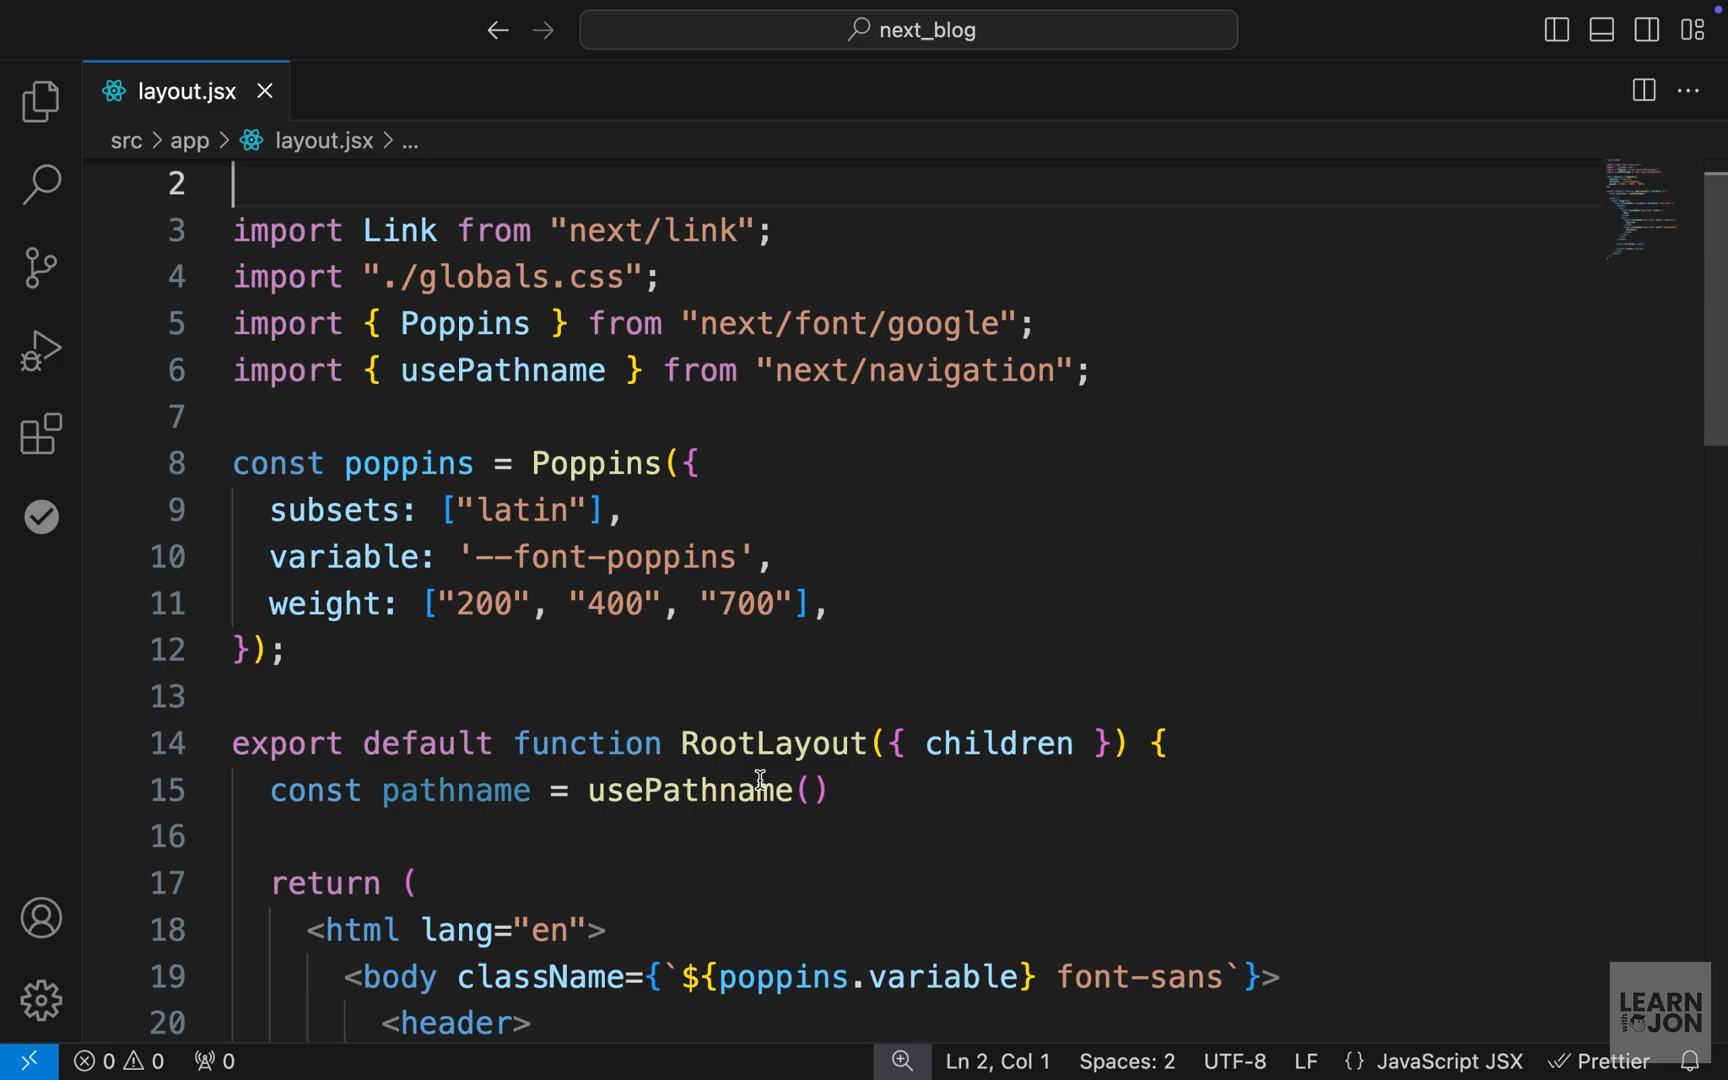 next_blog
layout.jsx
src > app > layout.jsx > ...
2
3 import Link from "next/link";
4 import "./globals.css";
5 import { Poppins } from "next/font/google";
6 import { usePathname } from "next/navigation";
7
8 const poppins = Poppins({
9   subsets: ["latin"],
10   variable: '--font-poppins',
11   weight: ["200", "400", "700"],
12 });
13
14 export default function RootLayout({ children }) {
15   const pathname = usePathname()
16
17   return (
18     <html lang="en">
19       <body className={`${poppins.variable} font-sans`}>
20         <header>
LEARN
with JON
0 0 0 Ln 2, Col 1 Spaces: 2 UTF-8 LF {} JavaScript JSX Prettier